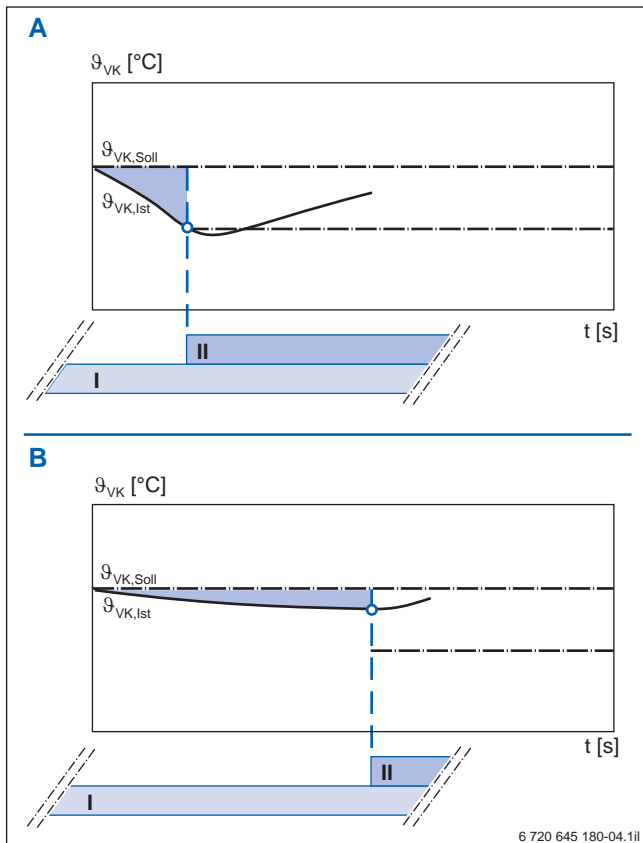 A
ϑVK [°C]
ϑVK,Soll
ϑVK,Ist
t [s]
II
I
B
ϑVK [°C]
ϑVK,Soll
ϑVK,Ist
t [s]
II
I
6 720 645 180-04.1il